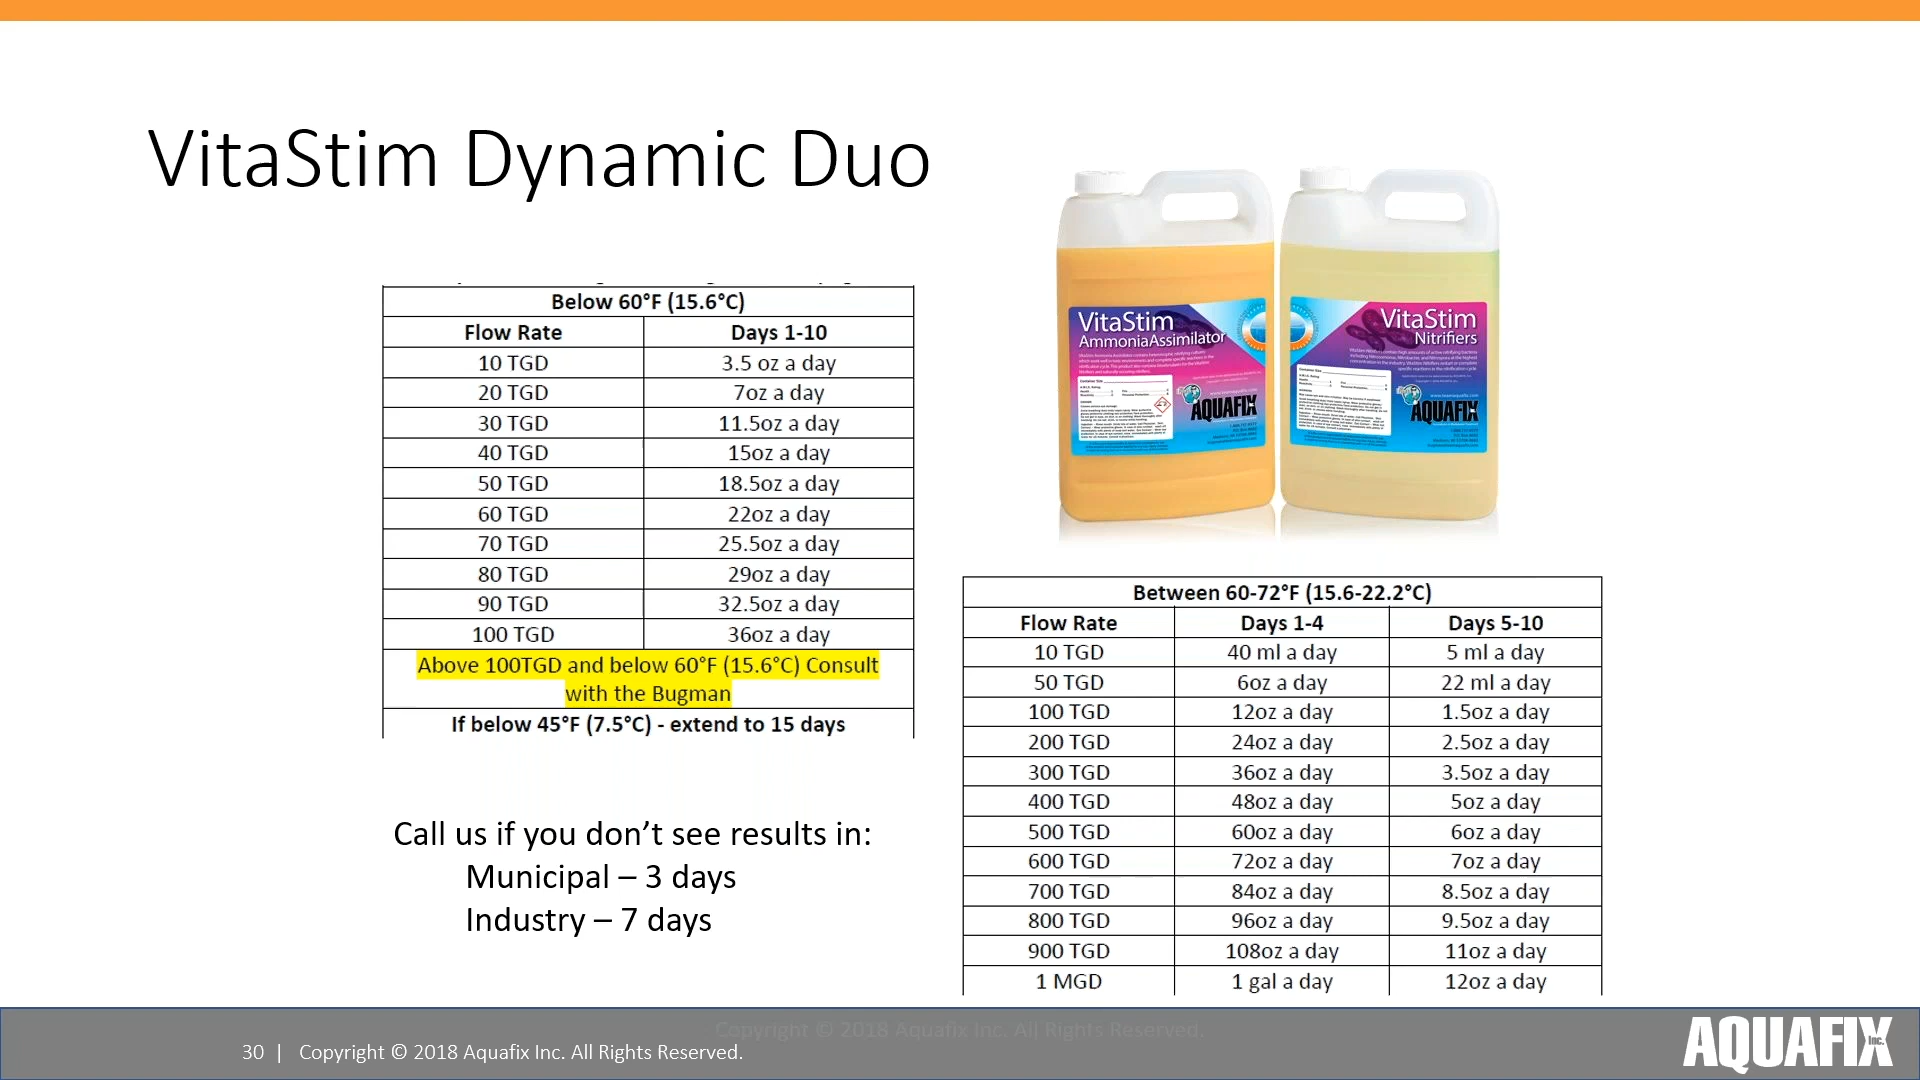 VitaStim Dynamic Duo
Below 60°F (15.6°C)
Flow Rate Days 1-10
10 TGD 3.5 oz a day
20 TGD 7oz a day
30 TGD 11.5oz a day
40 TGD 15oz a day
50 TGD 18.5oz a day
60 TGD 22oz a day
70 TGD 25.5oz a day
80 TGD 29oz a day
90 TGD 32.5oz a day
100 TGD 36oz a day
Above 100TGD and below 60°F (15.6°C) Consult
with the Bugman
If below 45°F (7.5°C) - extend to 15 days
Call us if you don’t see results in:
Municipal – 3 days
Industry – 7 days
VitaStim
AmmoniaAssimilator
AQUAFIX
VitaStim
Nitrifiers
AQUAFIX
Between 60-72°F (15.6-22.2°C)
Flow Rate Days 1-4 Days 5-10
10 TGD 40 ml a day 5 ml a day
50 TGD 6oz a day 22 ml a day
100 TGD 12oz a day 1.5oz a day
200 TGD 24oz a day 2.5oz a day
300 TGD 36oz a day 3.5oz a day
400 TGD 48oz a day 5oz a day
500 TGD 60oz a day 6oz a day
600 TGD 72oz a day 7oz a day
700 TGD 84oz a day 8.5oz a day
800 TGD 96oz a day 9.5oz a day
900 TGD 108oz a day 11oz a day
1 MGD 1 gal a day 12oz a day
Copyright © 2018 Aquafix Inc. All Rights Reserved.
30 | Copyright © 2018 Aquafix Inc. All Rights Reserved.
AQUAFIX Inc.